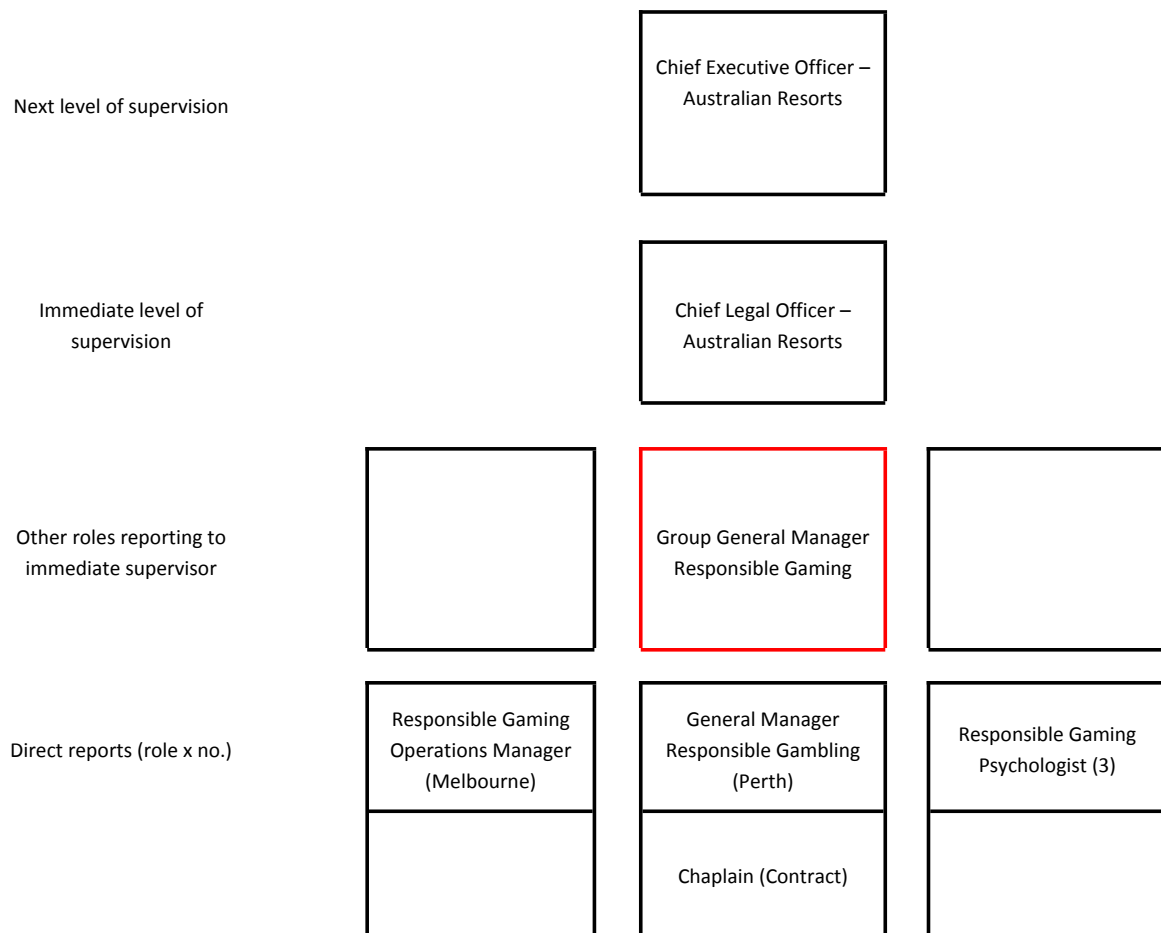 Next level of supervision
Chief Executive Officer –
Australian Resorts
Immediate level of
supervision
Chief Legal Officer –
Australian Resorts
Other roles reporting to
immediate supervisor
Group General Manager
Responsible Gaming
Direct reports (role x no.)
Responsible Gaming
Operations Manager
(Melbourne)
General Manager
Responsible Gambling
(Perth)
Responsible Gaming
Psychologist (3)
Chaplain (Contract)